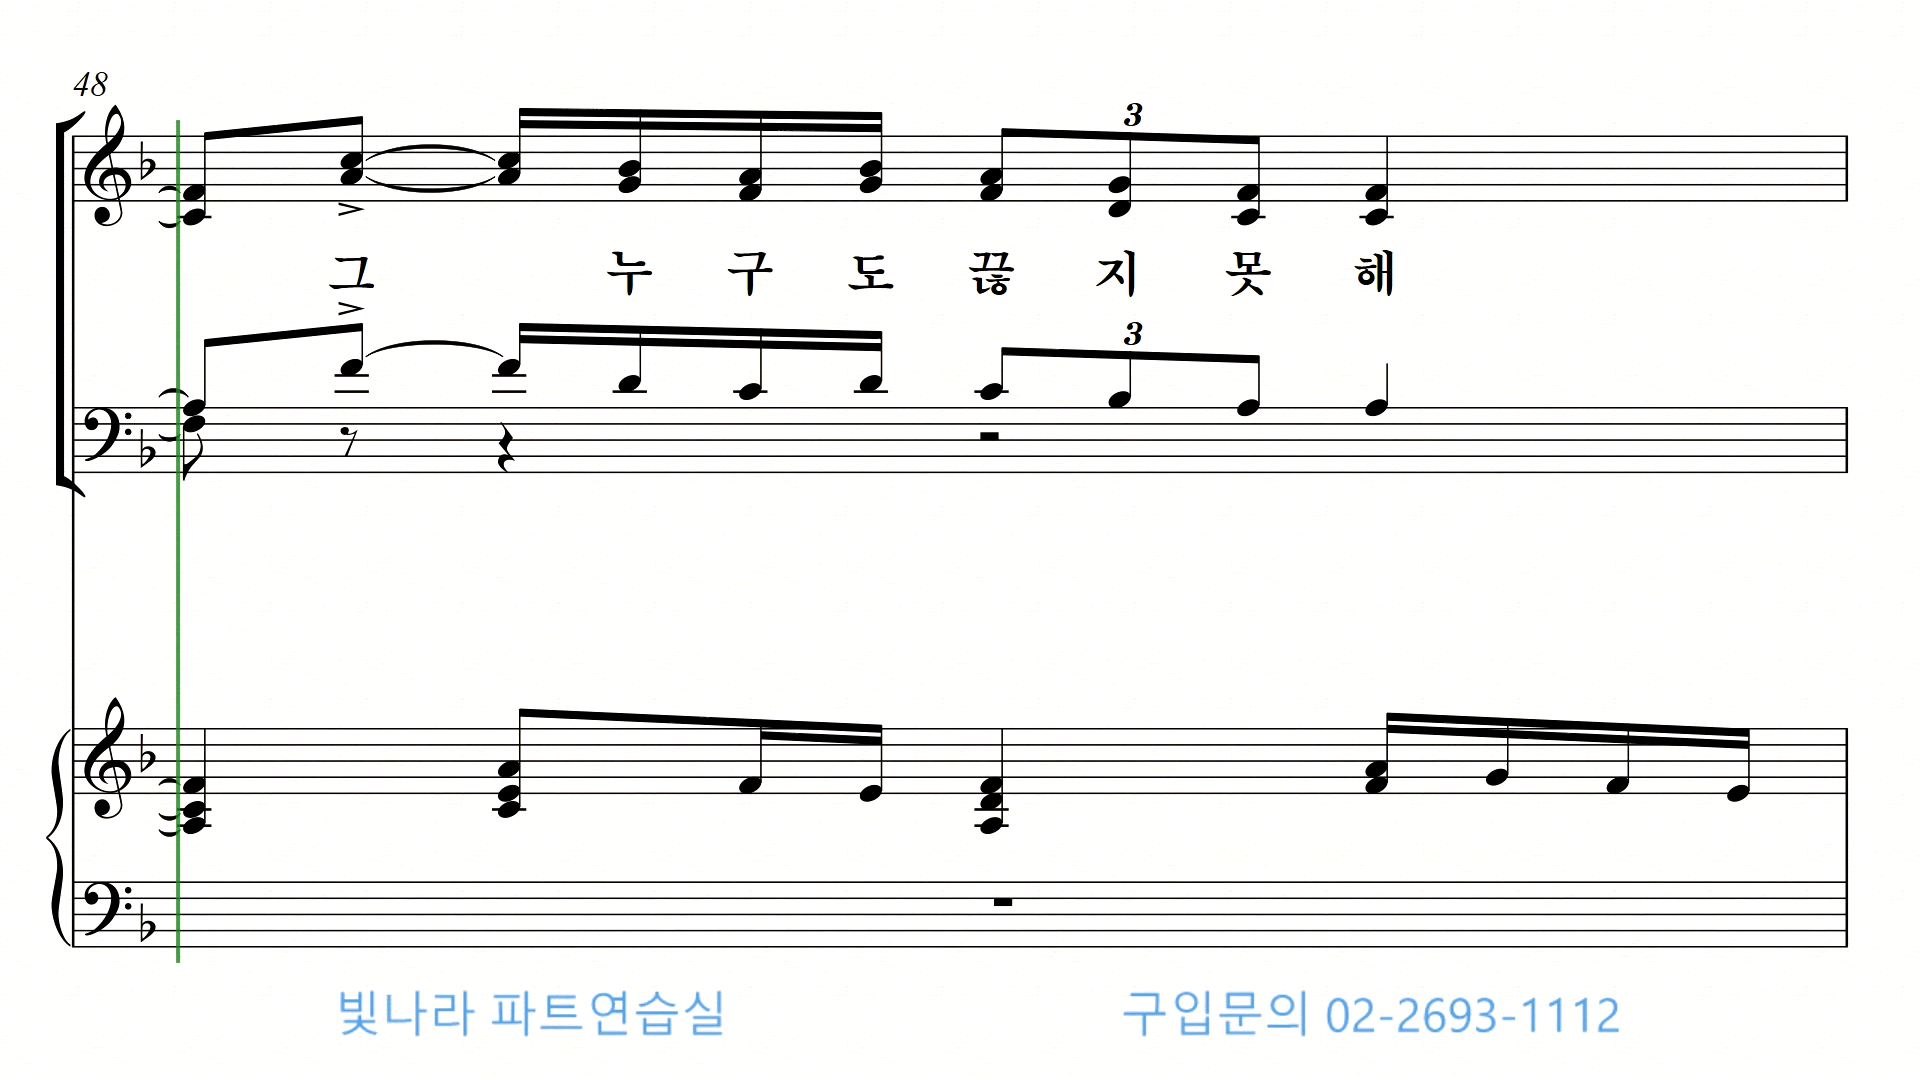 48
3
그 누 구 도 끊 지 못 해
3
빛나라 파트연습실 구입문의 02-2693-1112